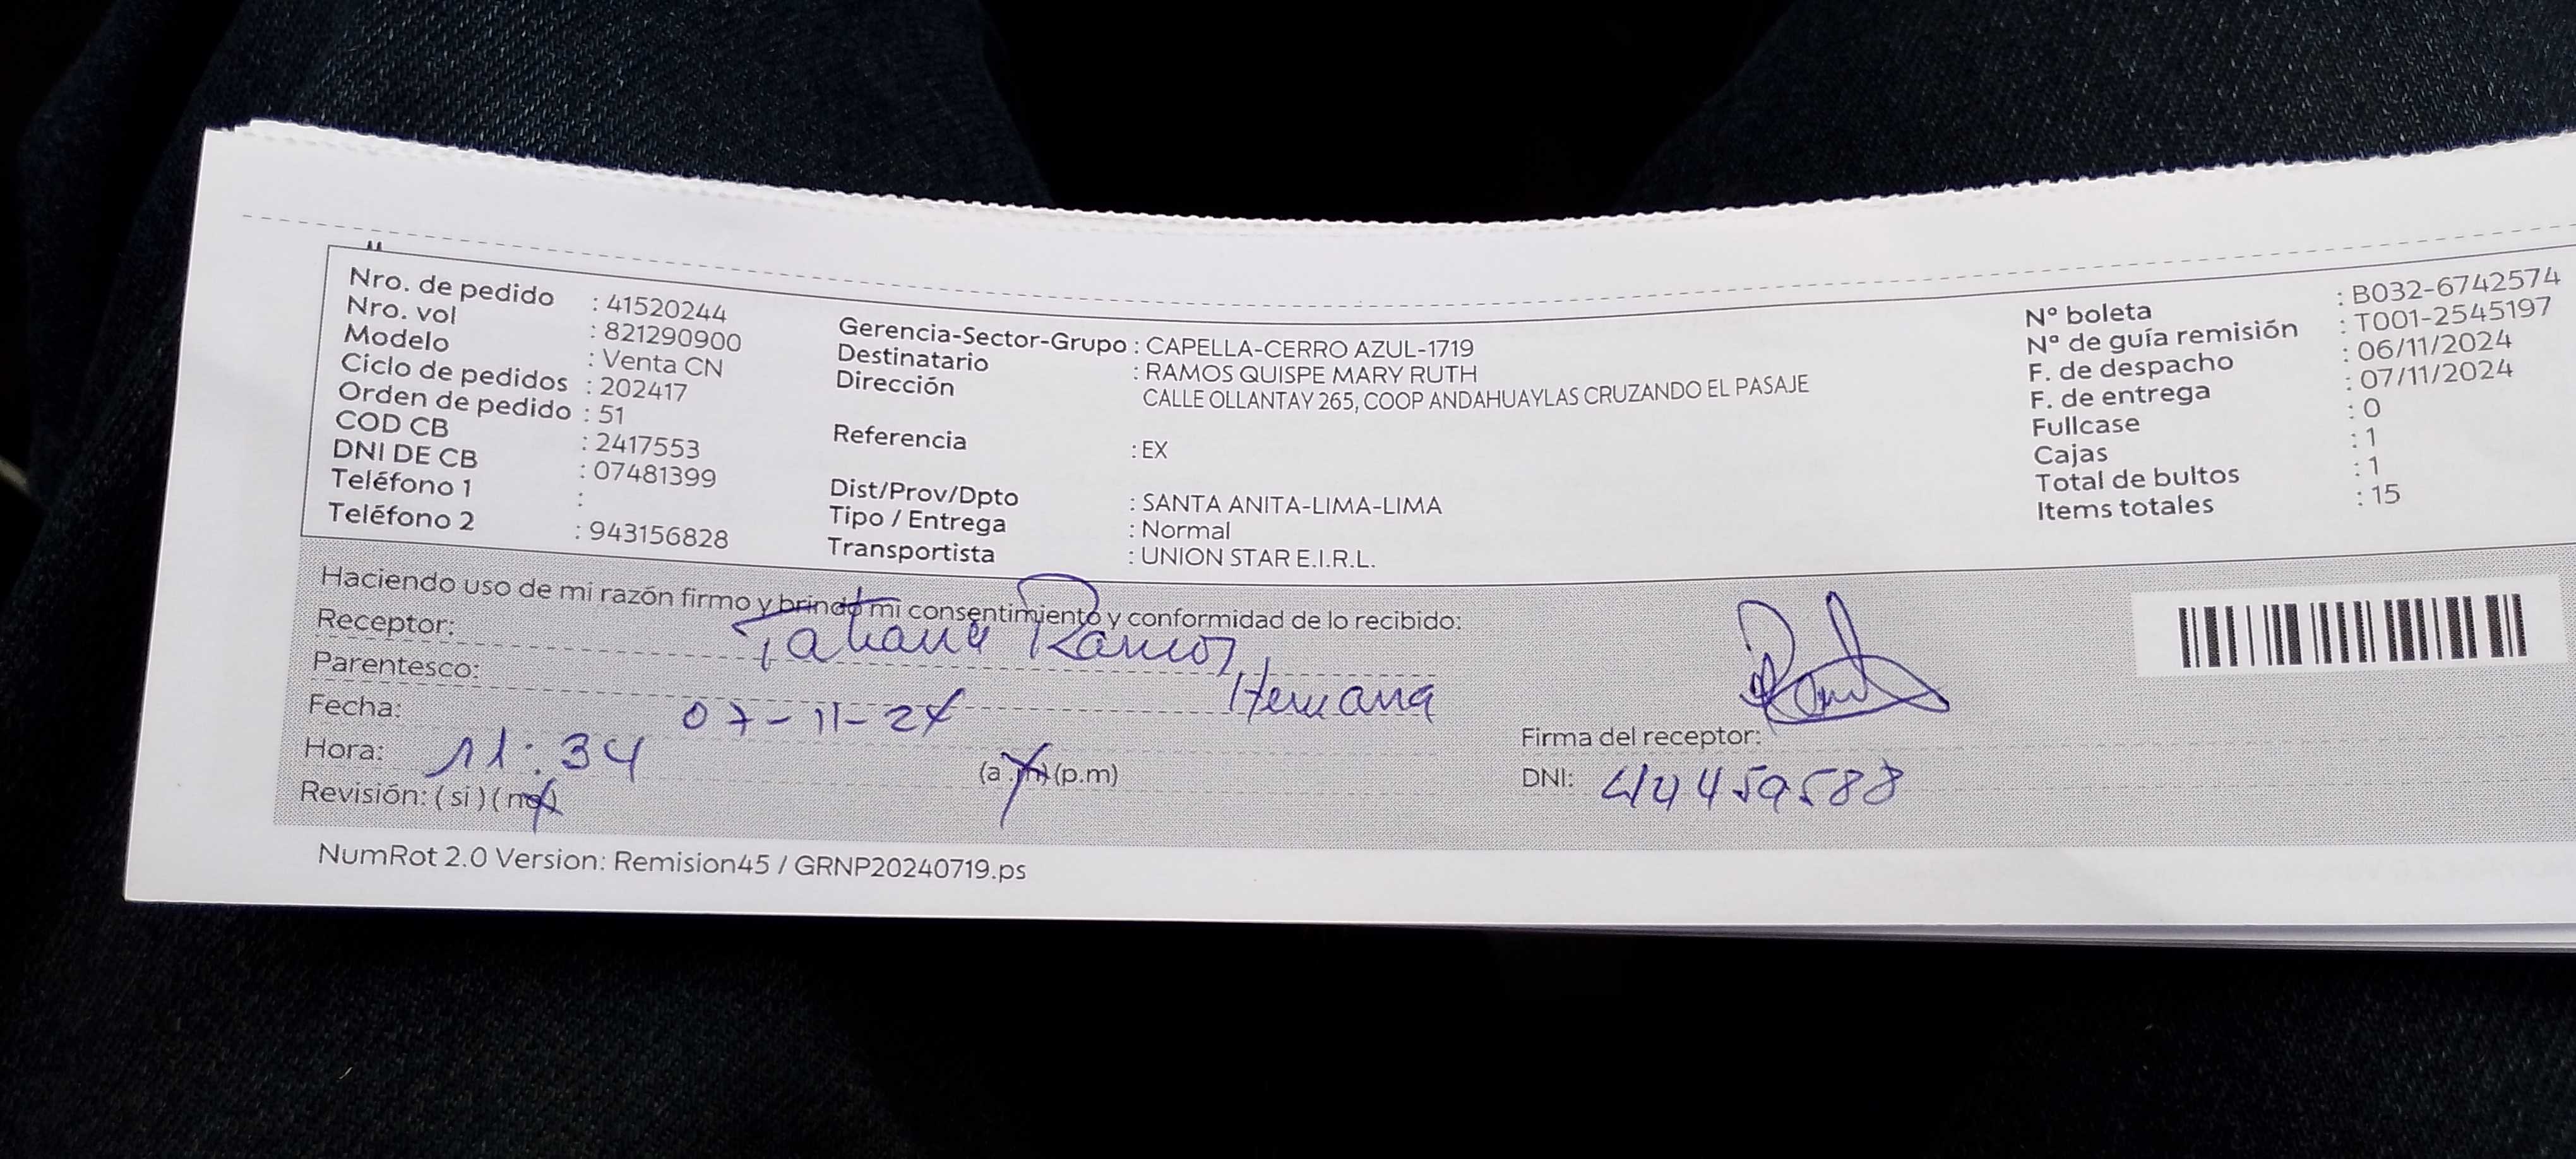 Nro. de pedido : 41520244
Nro. vol : 821290900
Modelo : Venta CN
Ciclo de pedidos : 202417
Orden de pedido : 51
COD CB : 2417553
DNI DE CB : 07481399
Teléfono 1 :
Teléfono 2 : 943156828
Gerencia-Sector-Grupo : CAPELLA-CERRO AZUL-1719
Destinatario : RAMOS QUISPE MARY RUTH
Dirección CALLE OLLANTAY 265, COOP ANDAHUAYLAS CRUZANDO EL PASAJE
Referencia : EX
Dist/Prov/Dpto : SANTA ANITA-LIMA-LIMA
Tipo / Entrega : Normal
Transportista : UNION STAR E.I.R.L.
N° boleta : B032-6742574
N° de guía remisión : T001-2545197
F. de despacho : 06/11/2024
F. de entrega : 07/11/2024
Fullcase : 0
Cajas : 1
Total de bultos : 1
Items totales : 15
Haciendo uso de mi razón firmo y brindo mi consentimiento y conformidad de lo recibido:
Receptor: Tatiana Ramos
Parentesco: Hermana
Fecha: 07-11-24
Hora: 11:34 (a.m) (p.m)
Revisión: (si) (no)
Firma del receptor:
DNI: 44459588
NumRot 2.0 Version: Remision45 / GRNP20240719.ps